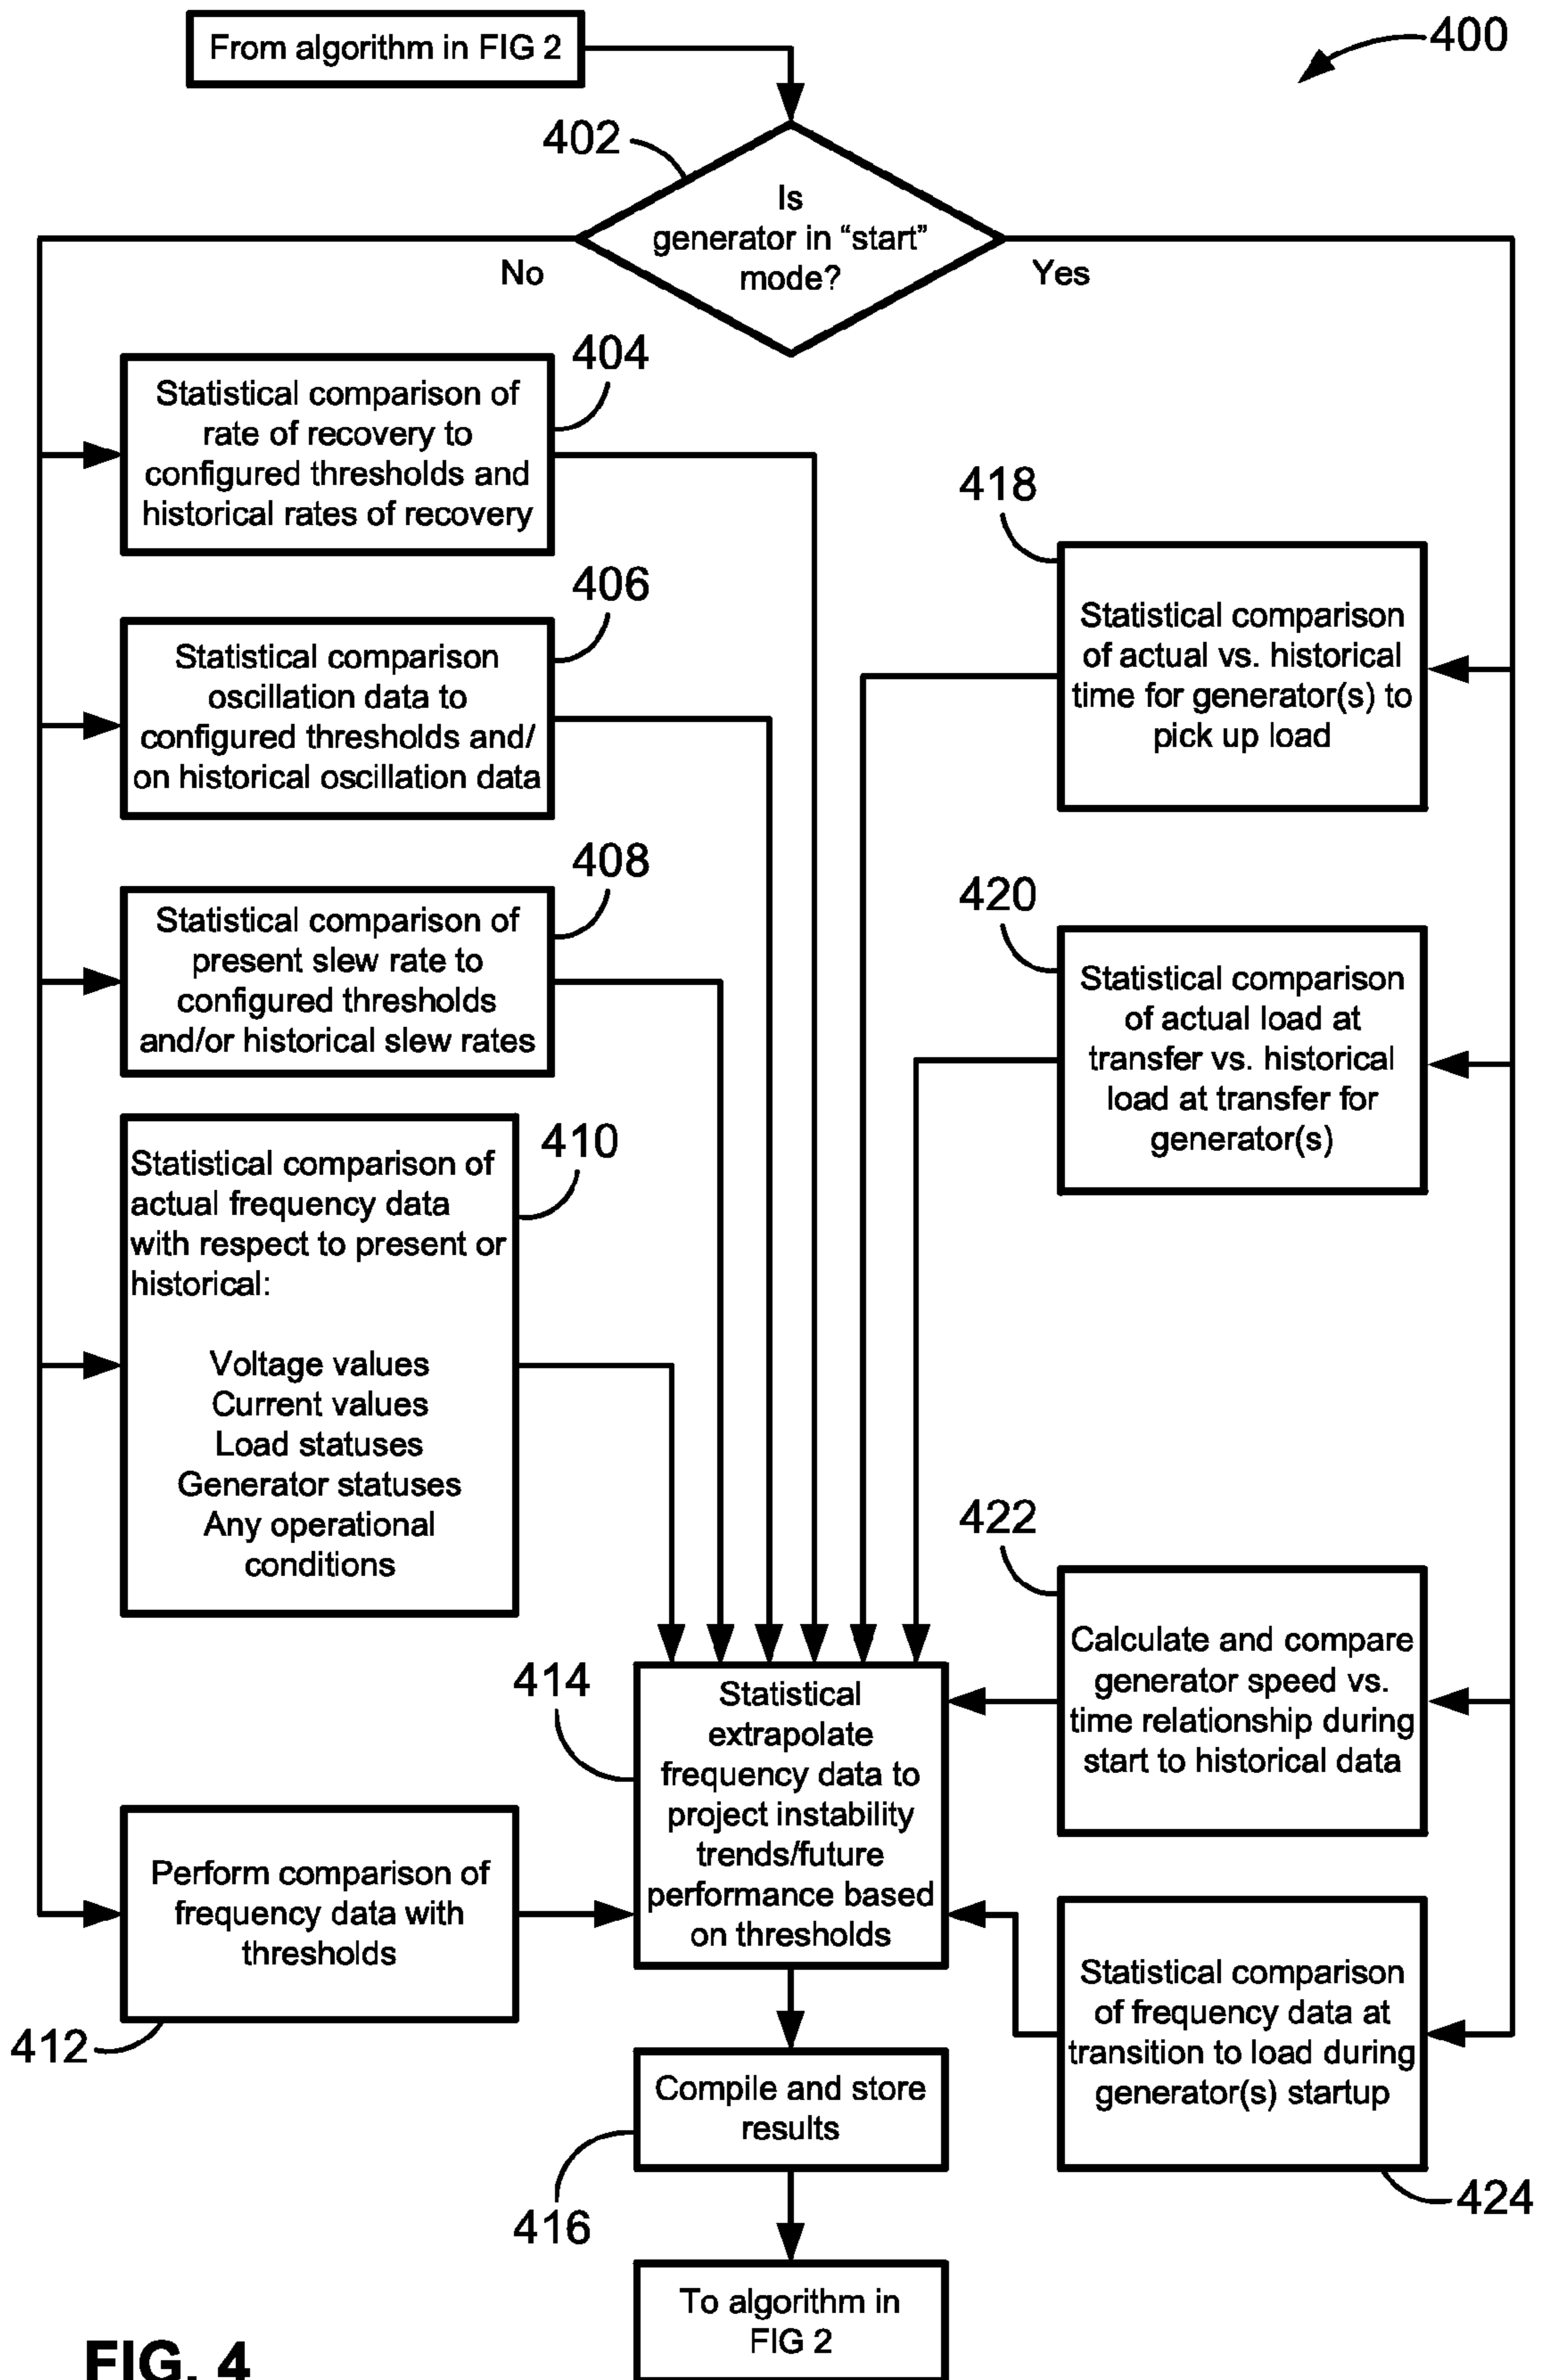 From algorithm in FIG 2
400
402
Is
generator in “start”
mode?
No
Yes
404
Statistical comparison of
rate of recovery to
configured thresholds and
historical rates of recovery
406
Statistical comparison
oscillation data to
configured thresholds and/
on historical oscillation data
408
Statistical comparison of
present slew rate to
configured thresholds
and/or historical slew rates
410
Statistical comparison of
actual frequency data
with respect to present or
historical:
Voltage values
Current values
Load statuses
Generator statuses
Any operational
conditions
Perform comparison of
frequency data with
thresholds
412
418
Statistical comparison
of actual vs. historical
time for generator(s) to
pick up load
420
Statistical comparison
of actual load at
transfer vs. historical
load at transfer for
generator(s)
422
Calculate and compare
generator speed vs.
time relationship during
start to historical data
Statistical comparison
of frequency data at
transition to load during
generator(s) startup
424
414
Statistical
extrapolate
frequency data to
project instability
trends/future
performance based
on thresholds
Compile and store
results
416
To algorithm in
FIG 2
FIG. 4